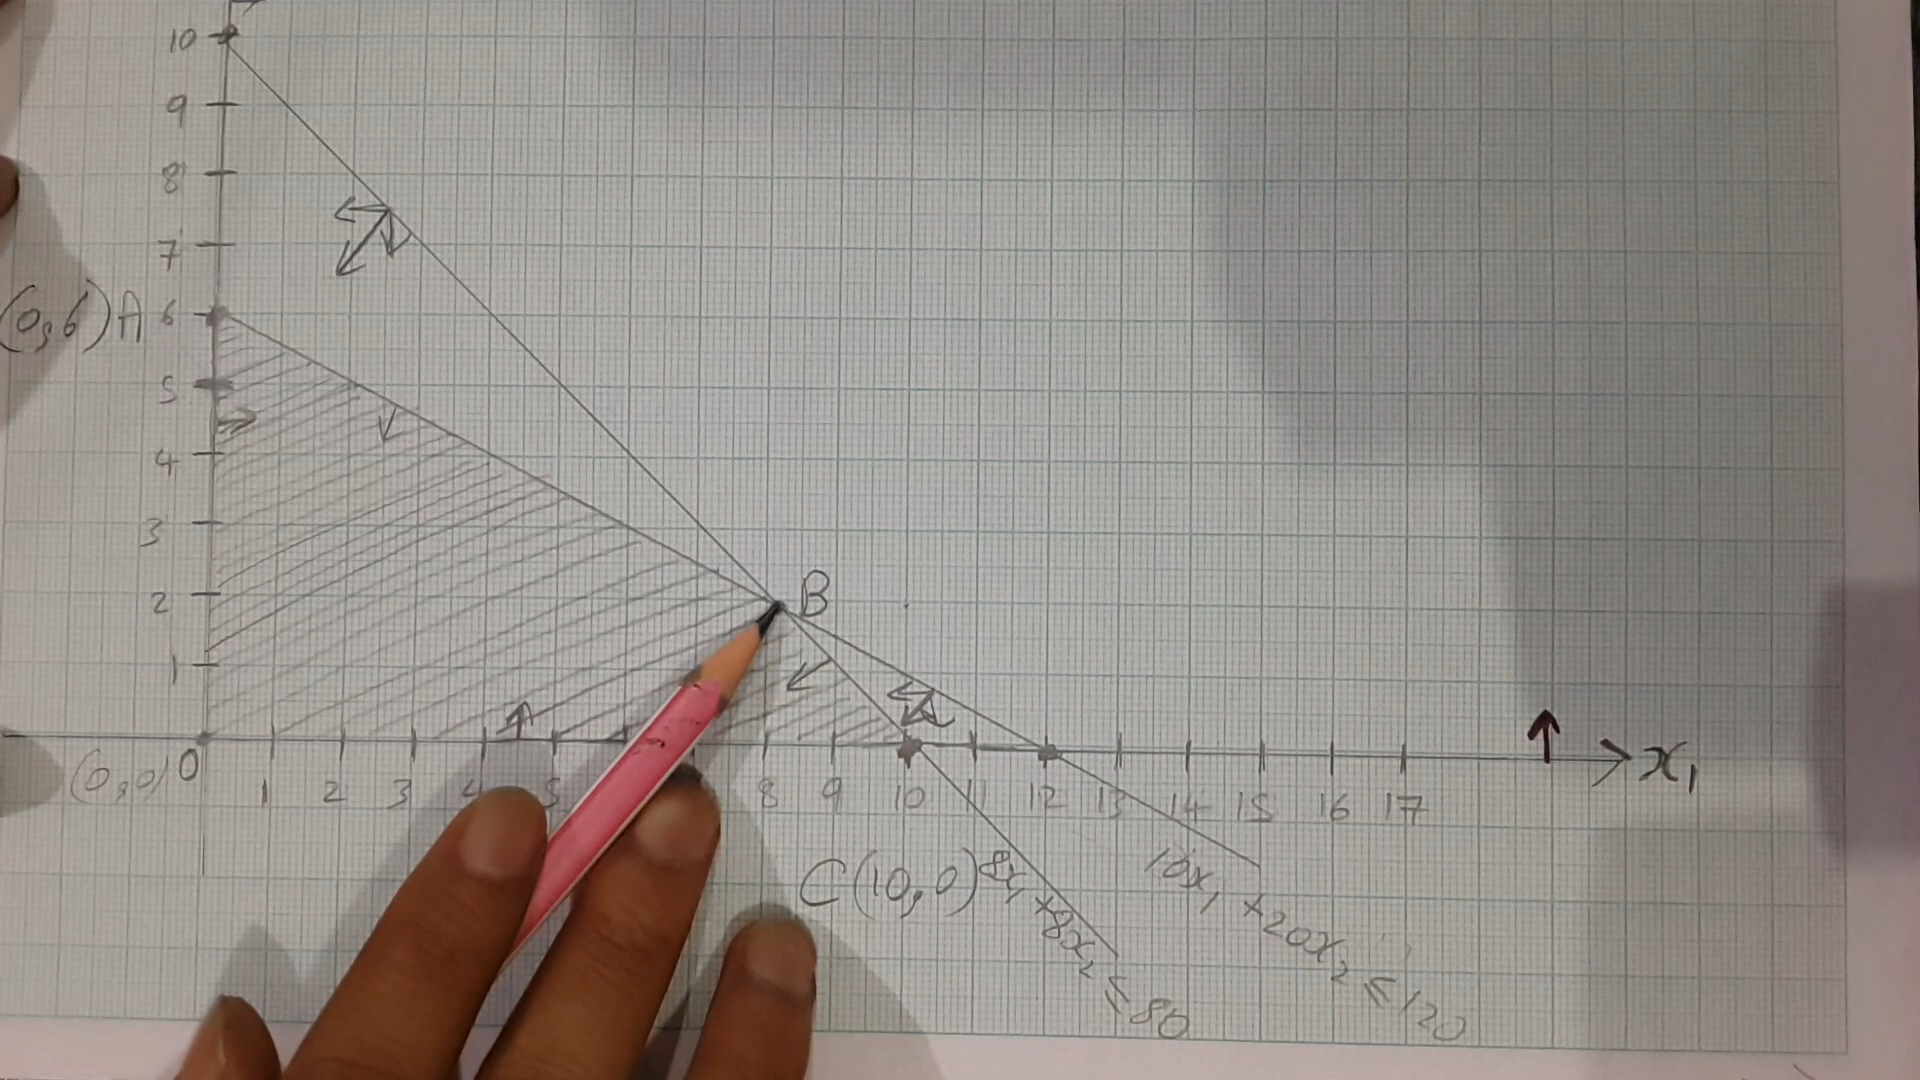 10
9
8
7
(0,6) A 6
5
4
3
2 B
1
(0,0) 0
x₁
1 2 3 4 5 8 9 10 11 12 13 14 15 16 17
C(10,0)
8x₁ + 8x₂ ≤ 80
10x₁ + 20x₂ ≤ 120